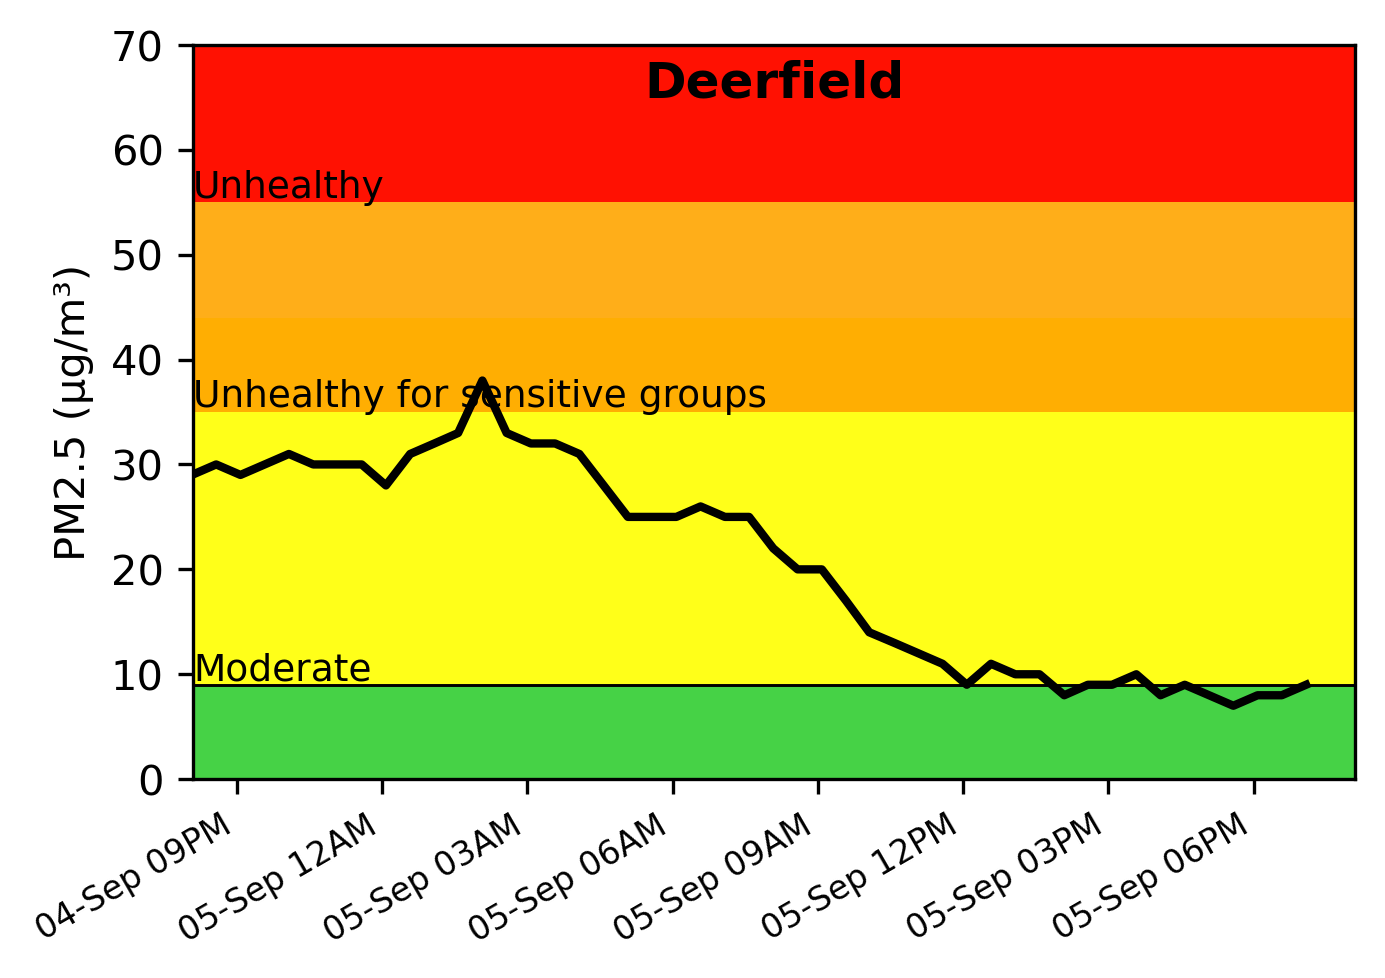 Deerfield
70
60
50
40
30
20
10
0
PM2.5 (µg/m³)
Unhealthy
Unhealthy for sensitive groups
Moderate
04-Sep 09PM
05-Sep 12AM
05-Sep 03AM
05-Sep 06AM
05-Sep 09AM
05-Sep 12PM
05-Sep 03PM
05-Sep 06PM